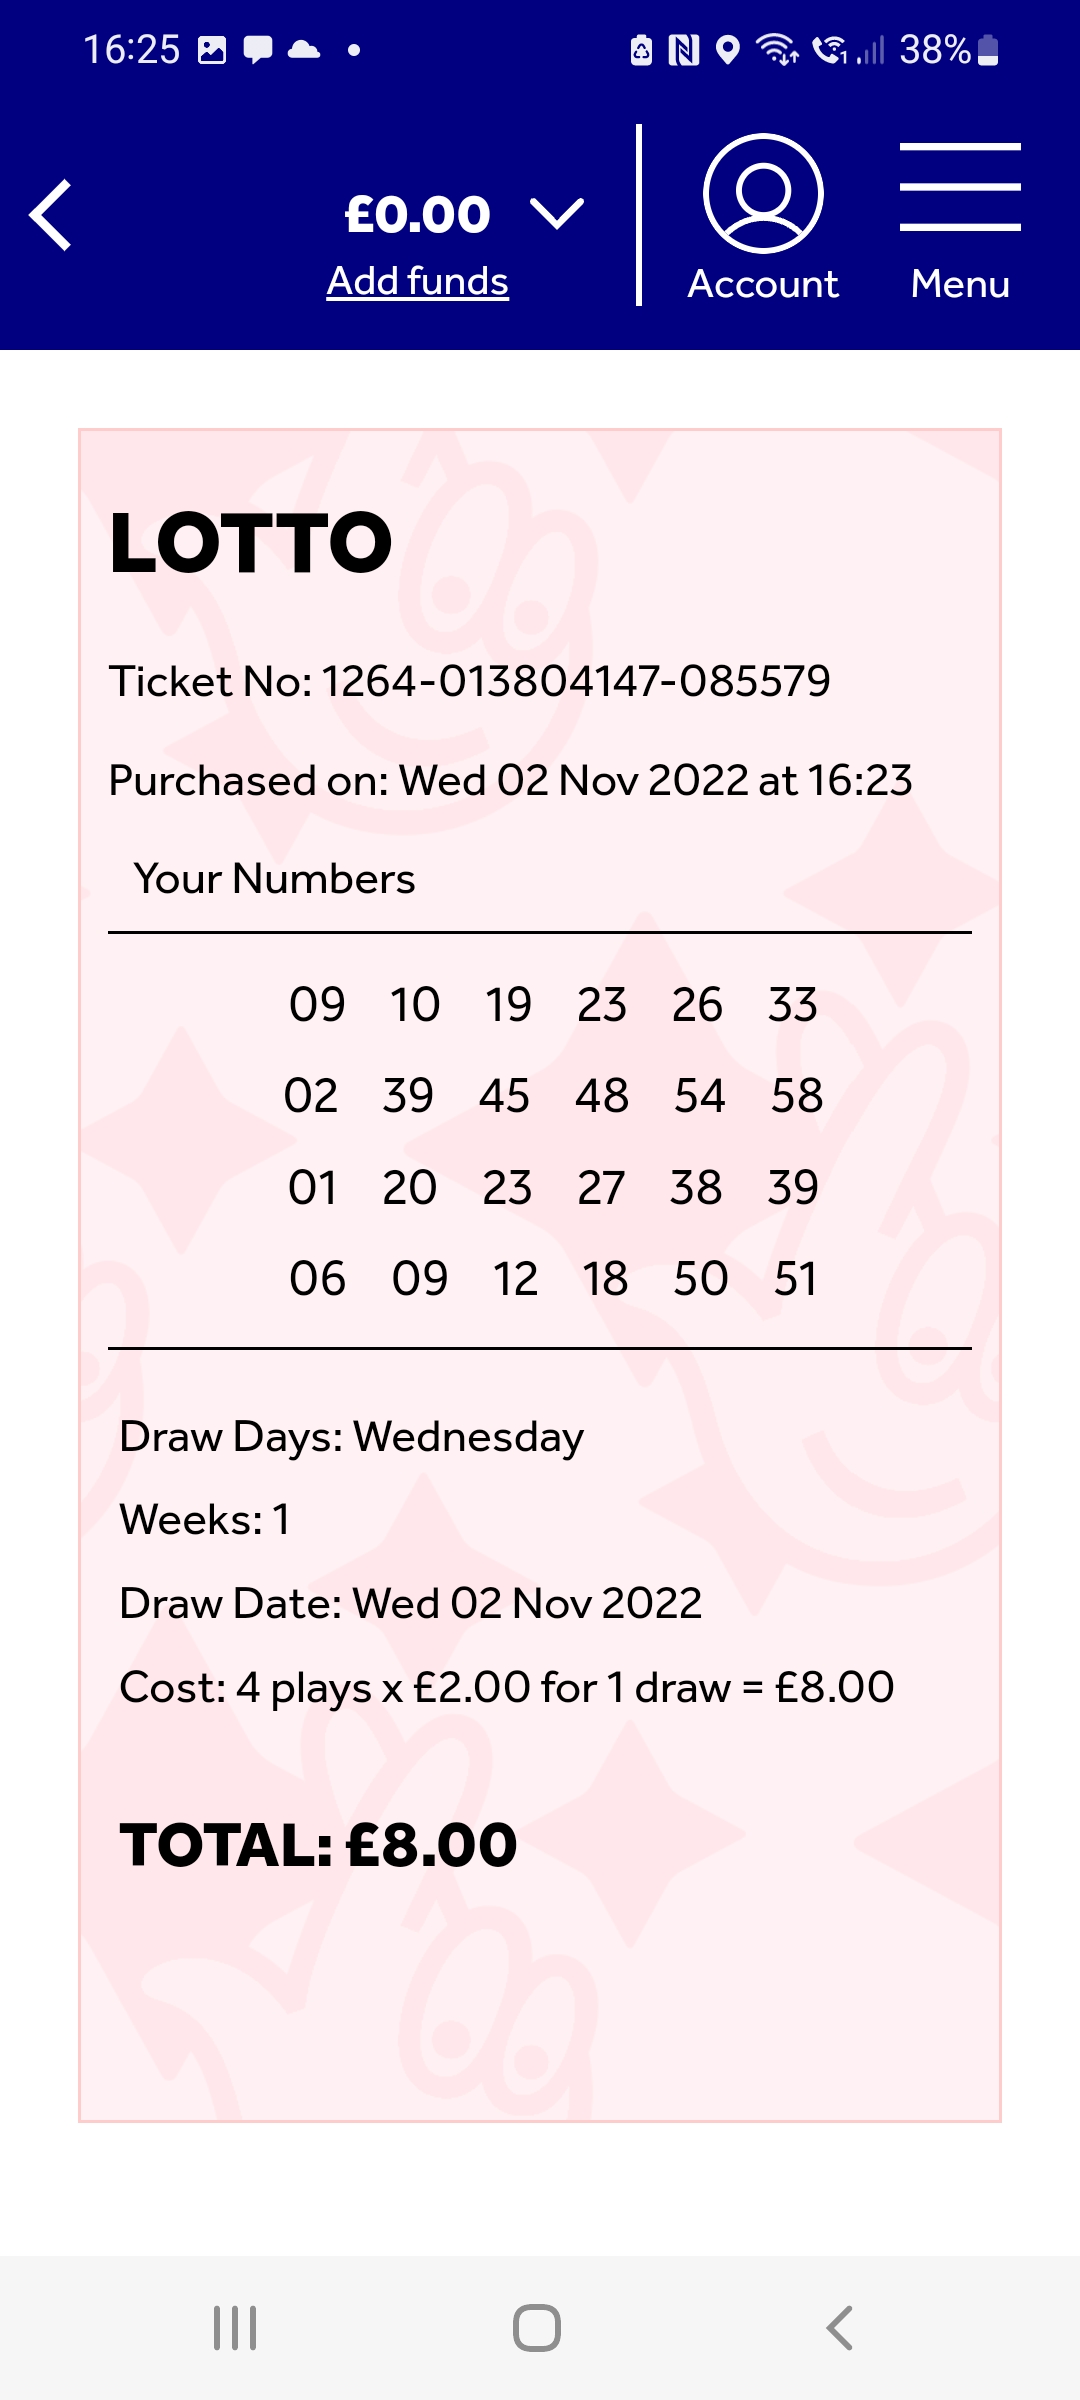 16:25 1 38%
£0.00
Add funds
Account
Menu
LOTTO
Ticket No: 1264-013804147-085579
Purchased on: Wed 02 Nov 2022 at 16:23
Your Numbers
09 10 19 23 26 33
02 39 45 48 54 58
01 20 23 27 38 39
06 09 12 18 50 51
Draw Days: Wednesday
Weeks: 1
Draw Date: Wed 02 Nov 2022
Cost: 4 plays x £2.00 for 1 draw = £8.00
TOTAL: £8.00